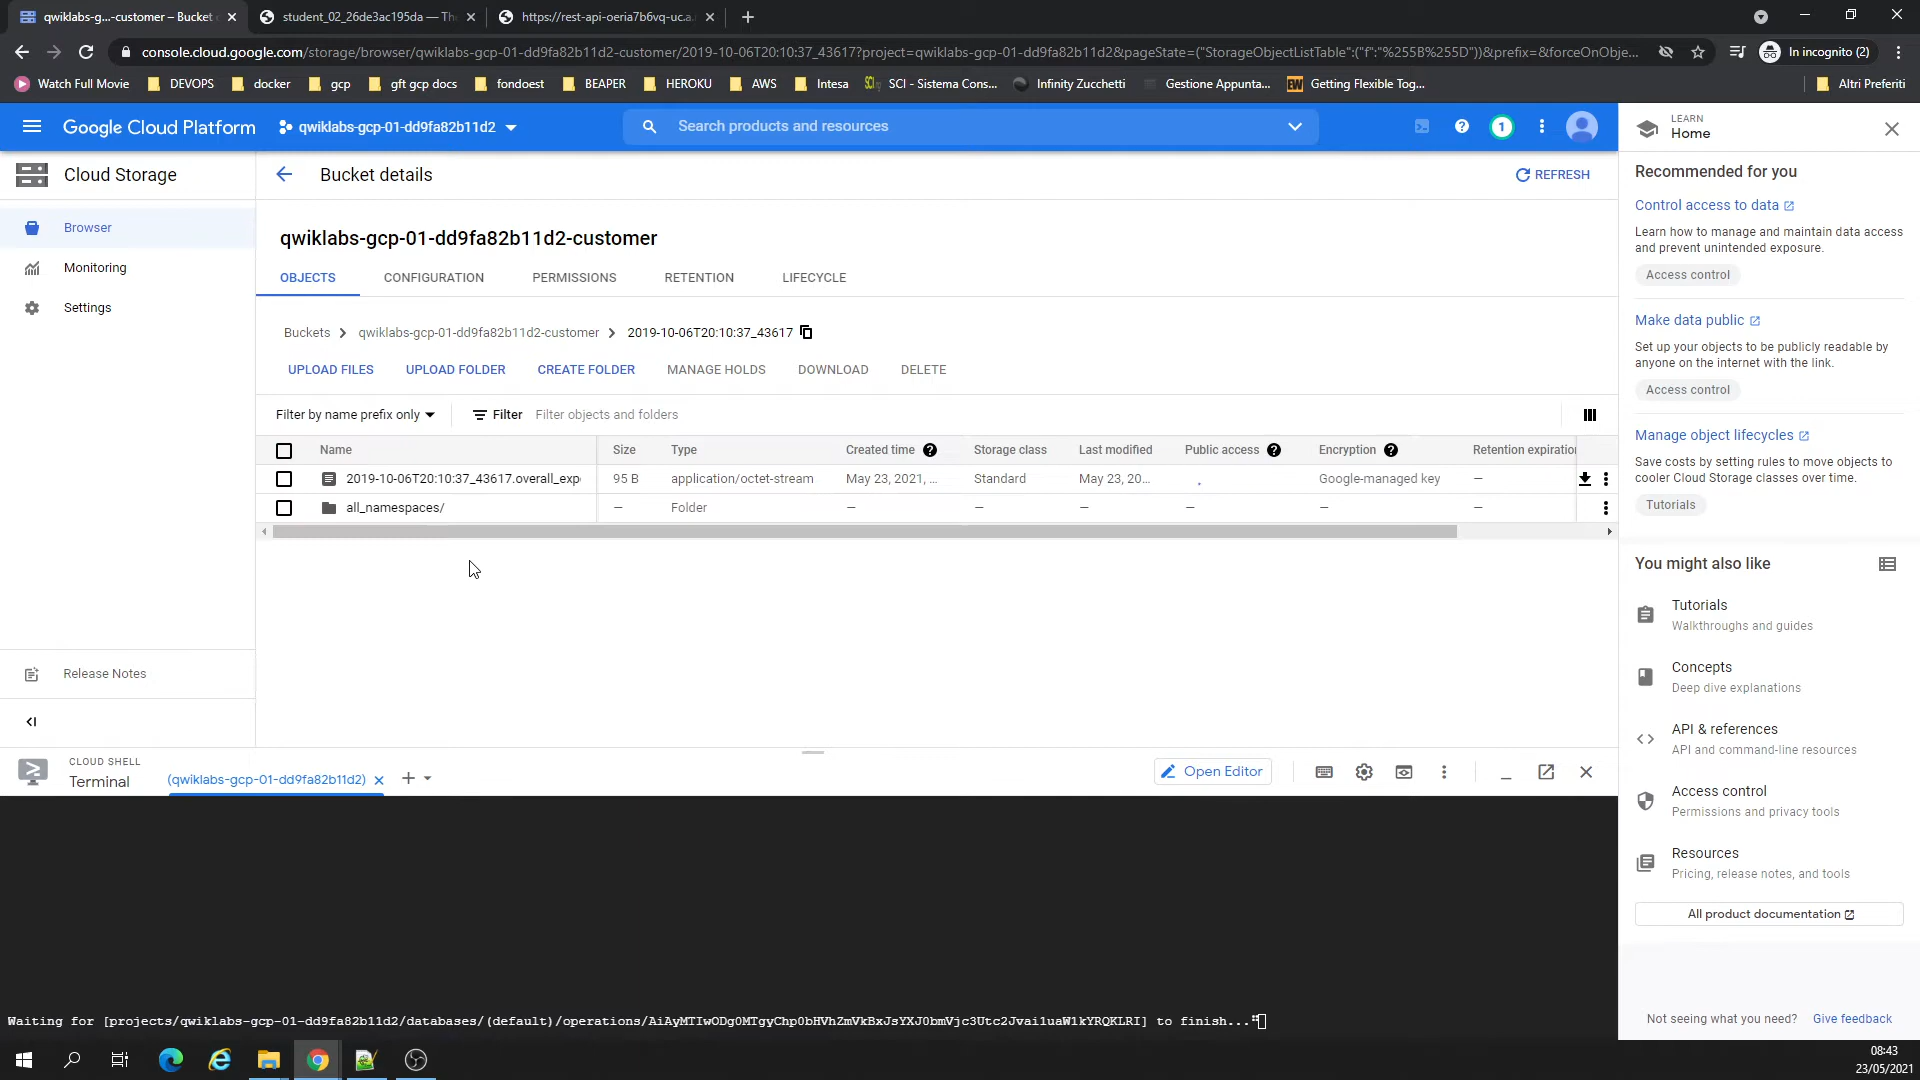 qwiklabs-g...-customer – Bucket
student_02_26de3ac195da — Th
https://rest-api-oeria7b6vq-uc.a.
console.cloud.google.com/storage/browser/qwiklabs-gcp-01-dd9fa82b11d2-customer/2019-10-06T20:10:37_43617?project=qwiklabs-gcp-01-dd9fa82b11d2&pageState=("StorageObjectListTable":("f":"%255B%255D"))&prefix=&forceOnObje...
In incognito (2)
Watch Full Movie
DEVOPS
docker
gcp
gft gcp docs
fondoest
BEAPER
HEROKU
AWS
Intesa
SCI - Sistema Cons...
Infinity Zucchetti
Gestione Appunta...
EW Getting Flexible Tog...
Altri Preferiti
Google Cloud Platform
qwiklabs-gcp-01-dd9fa82b11d2
Search products and resources
1
LEARN
Home
Cloud Storage
Bucket details
REFRESH
Browser
Monitoring
Settings
Release Notes
qwiklabs-gcp-01-dd9fa82b11d2-customer
OBJECTS CONFIGURATION PERMISSIONS RETENTION LIFECYCLE
Buckets > qwiklabs-gcp-01-dd9fa82b11d2-customer > 2019-10-06T20:10:37_43617
UPLOAD FILES UPLOAD FOLDER CREATE FOLDER MANAGE HOLDS DOWNLOAD DELETE
Filter by name prefix only Filter Filter objects and folders
Name Size Type Created time Storage class Last modified Public access Encryption Retention expiration
2019-10-06T20:10:37_43617.overall_exp 95 B application/octet-stream May 23, 2021, ... Standard May 23, 20... Google-managed key —
all_namespaces/ — Folder — — — — — —
Recommended for you
Control access to data
Learn how to manage and maintain data access
and prevent unintended exposure.
Access control
Make data public
Set up your objects to be publicly readable by
anyone on the internet with the link.
Access control
Manage object lifecycles
Save costs by setting rules to move objects to
cooler Cloud Storage classes over time.
Tutorials
You might also like
Tutorials
Walkthroughs and guides
Concepts
Deep dive explanations
API & references
API and command-line resources
Access control
Permissions and privacy tools
Resources
Pricing, release notes, and tools
All product documentation
Not seeing what you need? Give feedback
CLOUD SHELL
Terminal
(qwiklabs-gcp-01-dd9fa82b11d2)
Open Editor
Waiting for [projects/qwiklabs-gcp-01-dd9fa82b11d2/databases/(default)/operations/AiAyMTIwODg0MTgyChp0bHVhZmVkBxJsYXJ0bmVjc3Utc2Jvai1uaW1kYRQKLRI] to finish...
08:43
23/05/2021